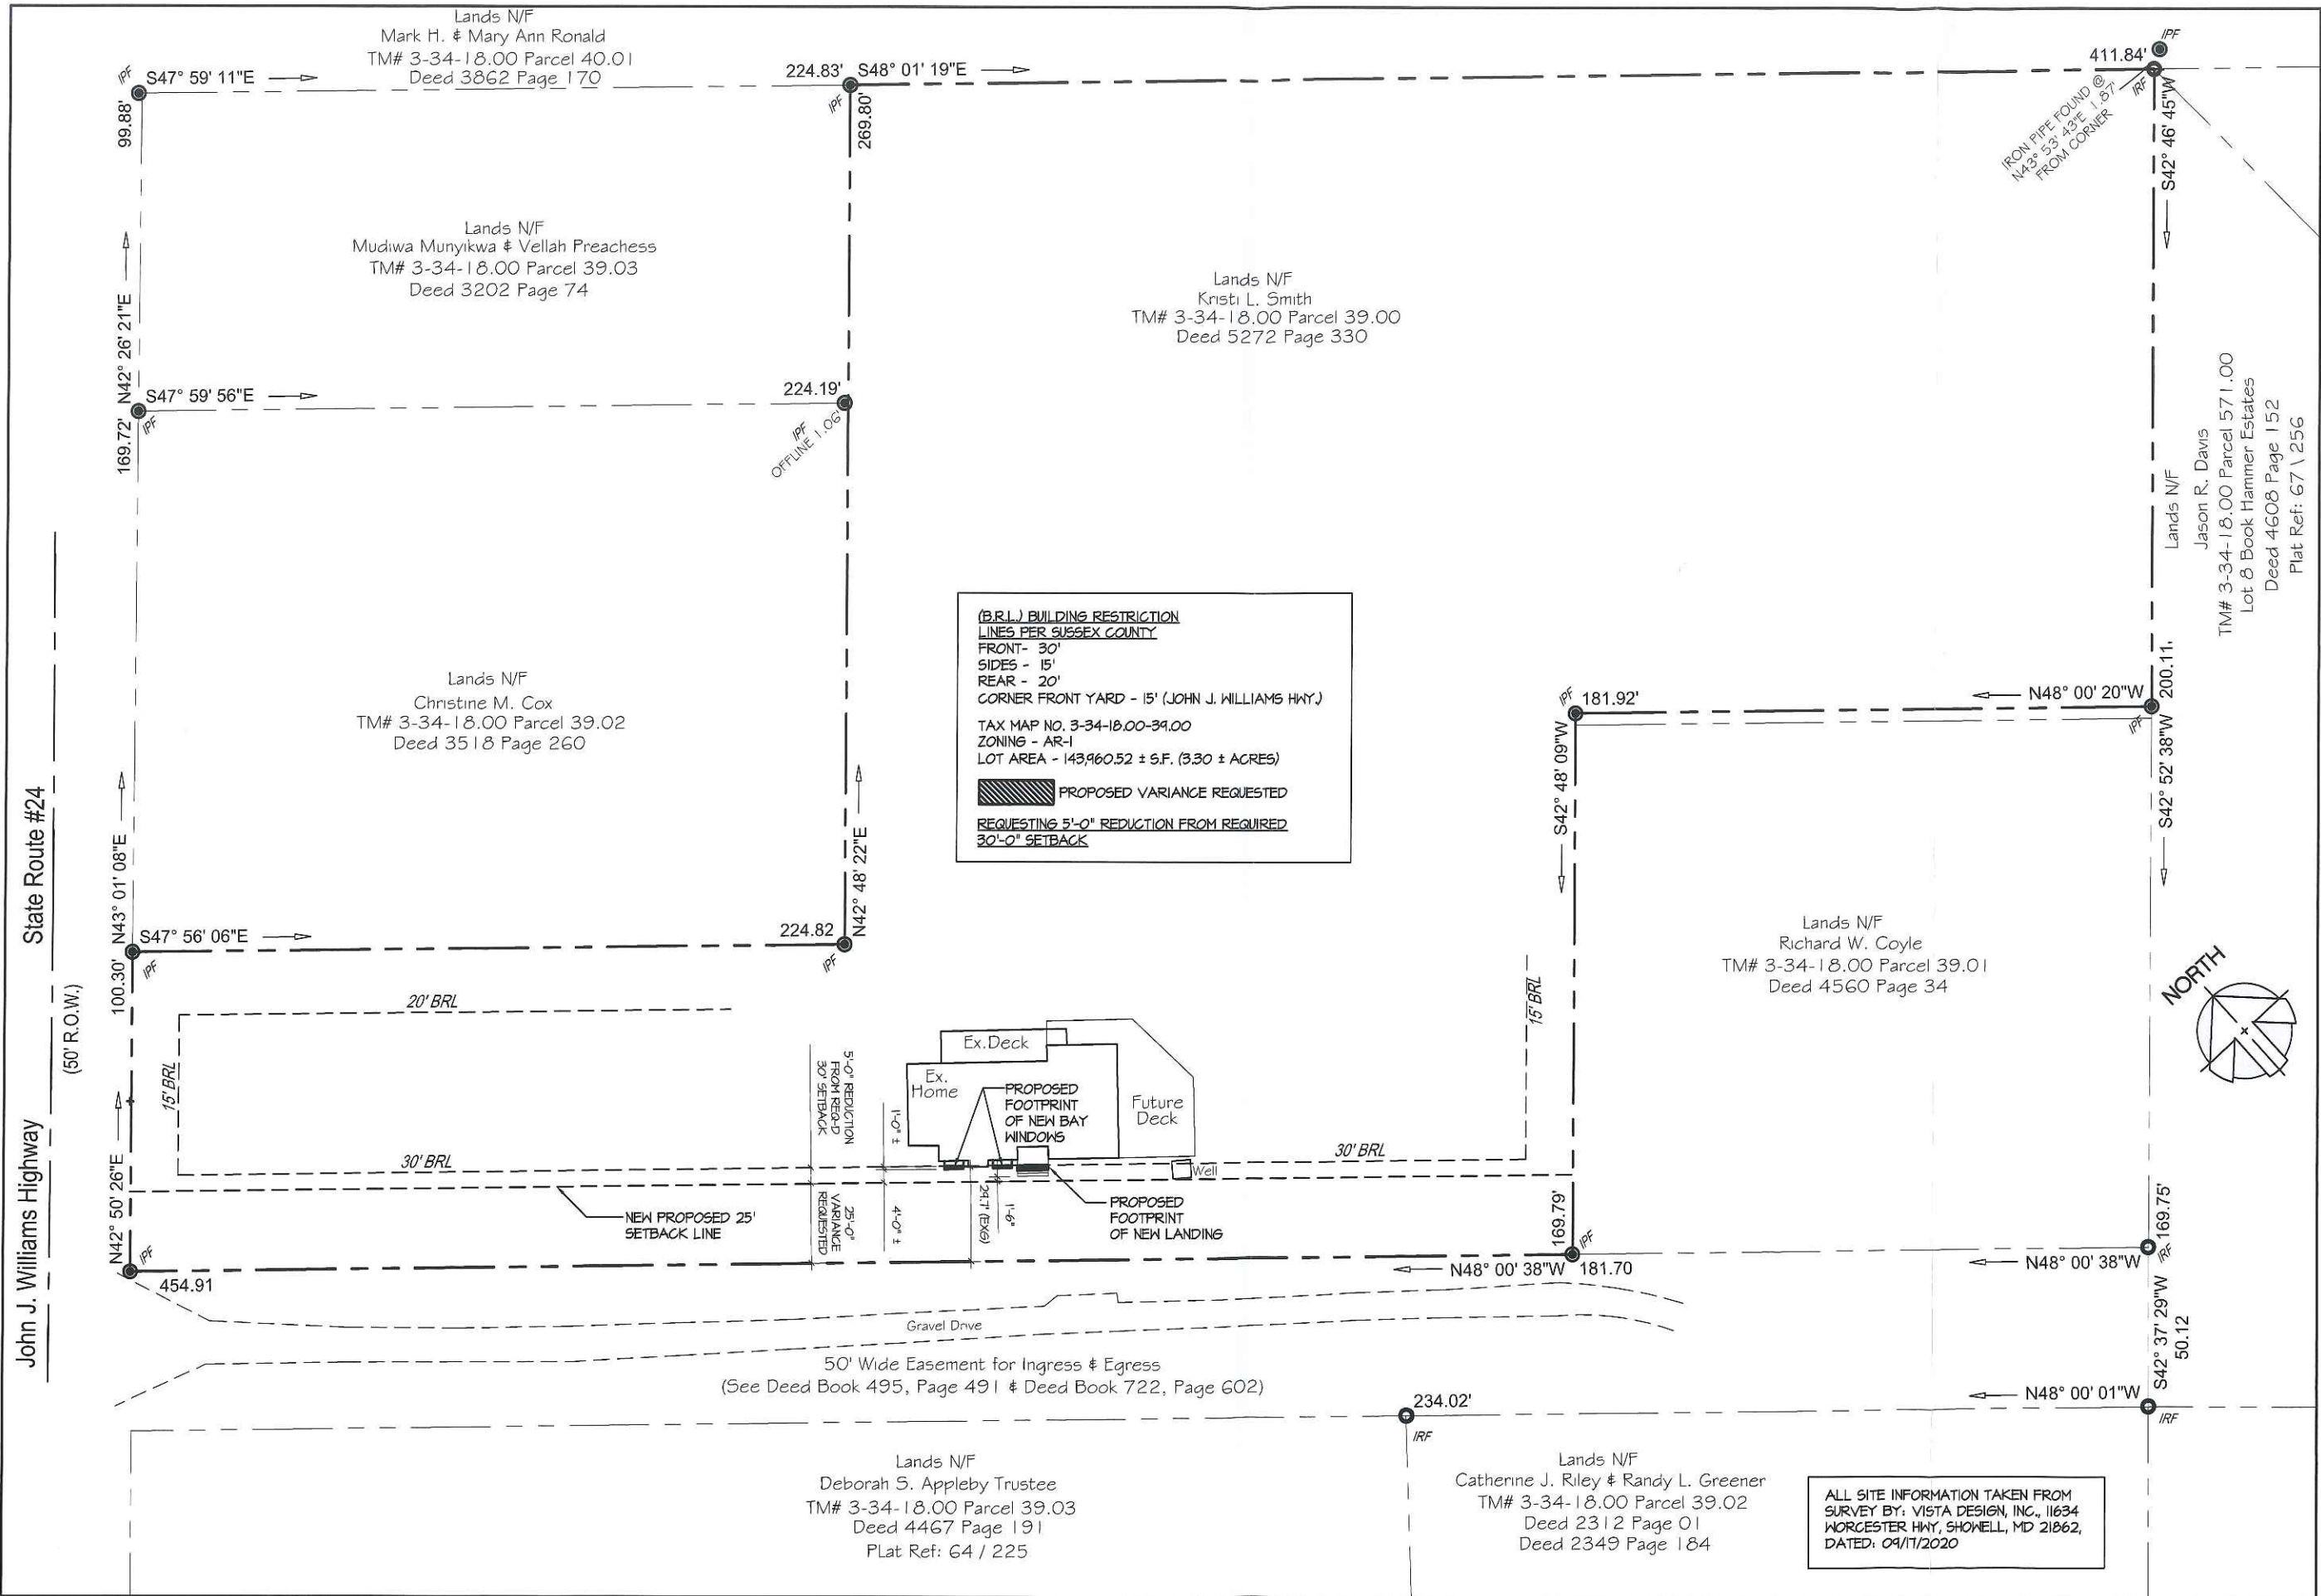 Lands N/F
Mark H. & Mary Ann Ronald
TM# 3-34-18.00 Parcel 40.01
Deed 3862 Page 170
IPF
S47° 59' 11"E
224.83'
S48° 01' 19"E
411.84'
IPF
IPF
IRF
IRON PIPE FOUND @
N43° 53' 43"E 1.87'
FROM CORNER
99.88'
269.80'
S42° 46' 45"W
Lands N/F
Mudiwa Munyikwa & Vellah Preachess
TM# 3-34-18.00 Parcel 39.03
Deed 3202 Page 74
Lands N/F
Kristi L. Smith
TM# 3-34-18.00 Parcel 39.00
Deed 5272 Page 330
N42° 26' 21"E
S47° 59' 56"E
224.19'
IPF
IPF
OFFLINE 1.06'
169.72'
Lands N/F
Jason R. Davis
TM# 3-34-18.00 Parcel 571.00
Lot 8 Book Hammer Estates
Deed 4608 Page 152
Plat Ref: 67 \ 256
(B.R.L.) BUILDING RESTRICTION
LINES PER SUSSEX COUNTY
FRONT- 30'
SIDES - 15'
REAR - 20'
CORNER FRONT YARD - 15' (JOHN J. WILLIAMS HWY.)
TAX MAP NO. 3-34-18.00-39.00
ZONING - AR-1
LOT AREA - 143,960.52 ± S.F. (3.30 ± ACRES)
PROPOSED VARIANCE REQUESTED
REQUESTING 5'-0" REDUCTION FROM REQUIRED
30'-0" SETBACK
Lands N/F
Christine M. Cox
TM# 3-34-18.00 Parcel 39.02
Deed 3518 Page 260
IPF
181.92'
N48° 00' 20"W
200.11.
IPF
S42° 48' 09"W
S42° 52' 38"W
State Route #24
N43° 01' 08"E
S47° 56' 06"E
224.82
N42° 48' 22"E
IPF
IPF
100.30'
(50' R.O.W.)
John J. Williams Highway
Lands N/F
Richard W. Coyle
TM# 3-34-18.00 Parcel 39.01
Deed 4560 Page 34
NORTH
20' BRL
15' BRL
15' BRL
Ex.Deck
Ex.
Home
PROPOSED
FOOTPRINT
OF NEW BAY
WINDOWS
Future
Deck
5'-0" REDUCTION
FROM REQ'D
30' SETBACK
1'-0" ±
30' BRL
30' BRL
Well
N42° 50' 26"E
NEW PROPOSED 25'
SETBACK LINE
25'-0"
VARIANCE
REQUESTED
4'-0" ±
29.7' (EXG)
1'-6"
PROPOSED
FOOTPRINT
OF NEW LANDING
169.79'
IPF
169.75'
IRF
IPF
454.91
N48° 00' 38"W
181.70
N48° 00' 38"W
S42° 37' 29"W
50.12
Gravel Drive
50' Wide Easement for Ingress & Egress
(See Deed Book 495, Page 491 & Deed Book 722, Page 602)
234.02'
IRF
N48° 00' 01"W
IRF
Lands N/F
Deborah S. Appleby Trustee
TM# 3-34-18.00 Parcel 39.03
Deed 4467 Page 191
PLat Ref: 64 / 225
Lands N/F
Catherine J. Riley & Randy L. Greener
TM# 3-34-18.00 Parcel 39.02
Deed 2312 Page 01
Deed 2349 Page 184
ALL SITE INFORMATION TAKEN FROM
SURVEY BY: VISTA DESIGN, INC., 11634
WORCESTER HWY, SHOWELL, MD 21862,
DATED: 09/17/2020